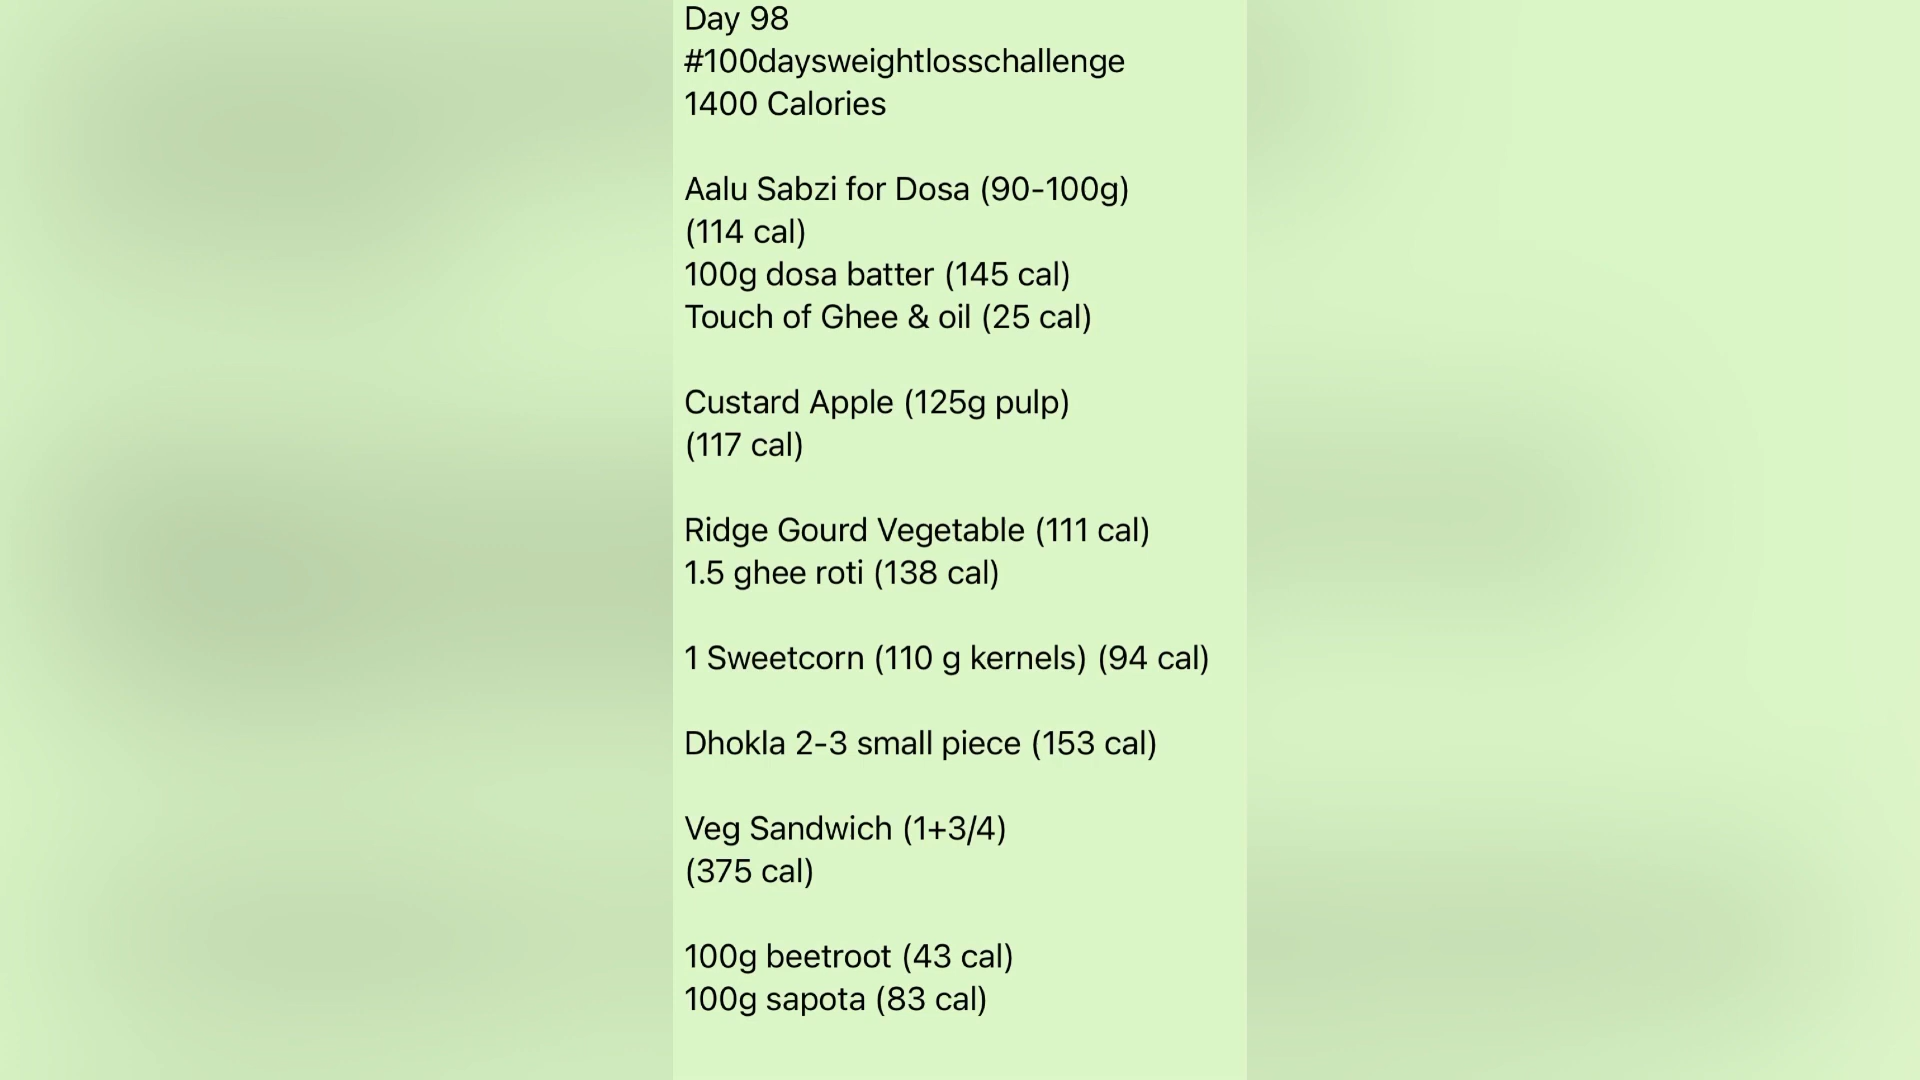 Day 98
#100daysweightlosschallenge
1400 Calories
Aalu Sabzi for Dosa (90-100g)
(114 cal)
100g dosa batter (145 cal)
Touch of Ghee & oil (25 cal)
Custard Apple (125g pulp)
(117 cal)
Ridge Gourd Vegetable (111 cal)
1.5 ghee roti (138 cal)
1 Sweetcorn (110 g kernels) (94 cal)
Dhokla 2-3 small piece (153 cal)
Veg Sandwich (1+3/4)
(375 cal)
100g beetroot (43 cal)
100g sapota (83 cal)